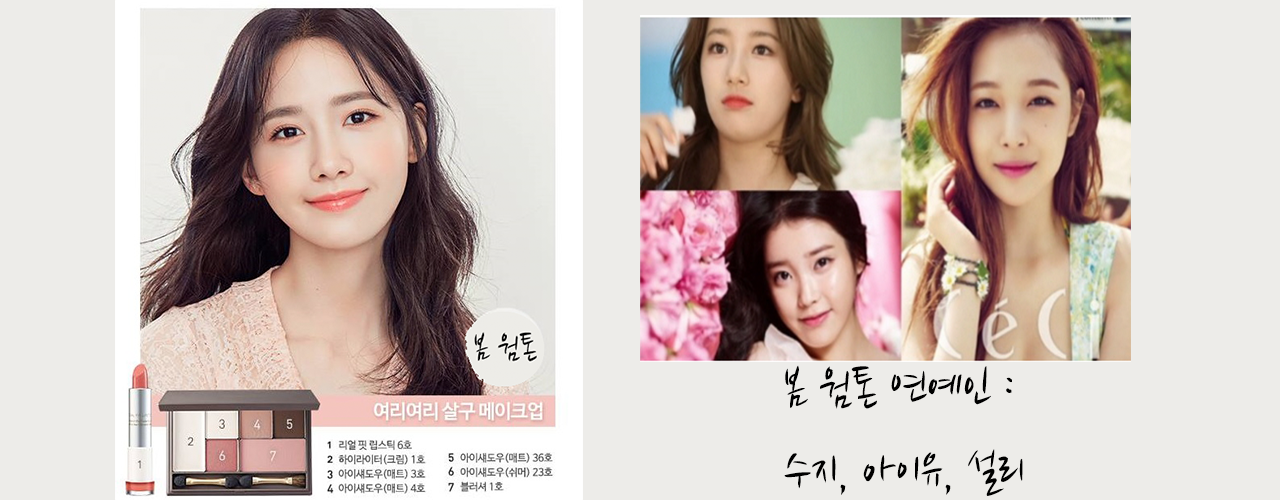 봄 웜톤
여리여리 살구 메이크업
1 리얼 핏 립스틱 6호
2 하이라이터(크림) 1호
3 아이섀도우(매트) 3호
4 아이섀도우(매트) 4호
5 아이섀도우(매트) 36호
6 아이섀도우(쉬머) 23호
7 블러셔 1호
1
2
3
4
5
6
7
CéC
봄 웜톤 연예인 :
수지, 아이유, 설리